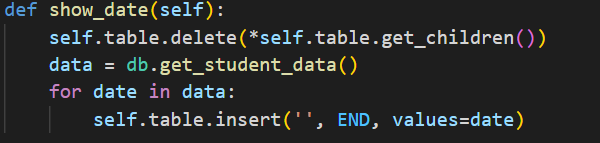 def show_date(self):
    self.table.delete(*self.table.get_children())
    data = db.get_student_data()
    for date in data:
        self.table.insert('', END, values=date)